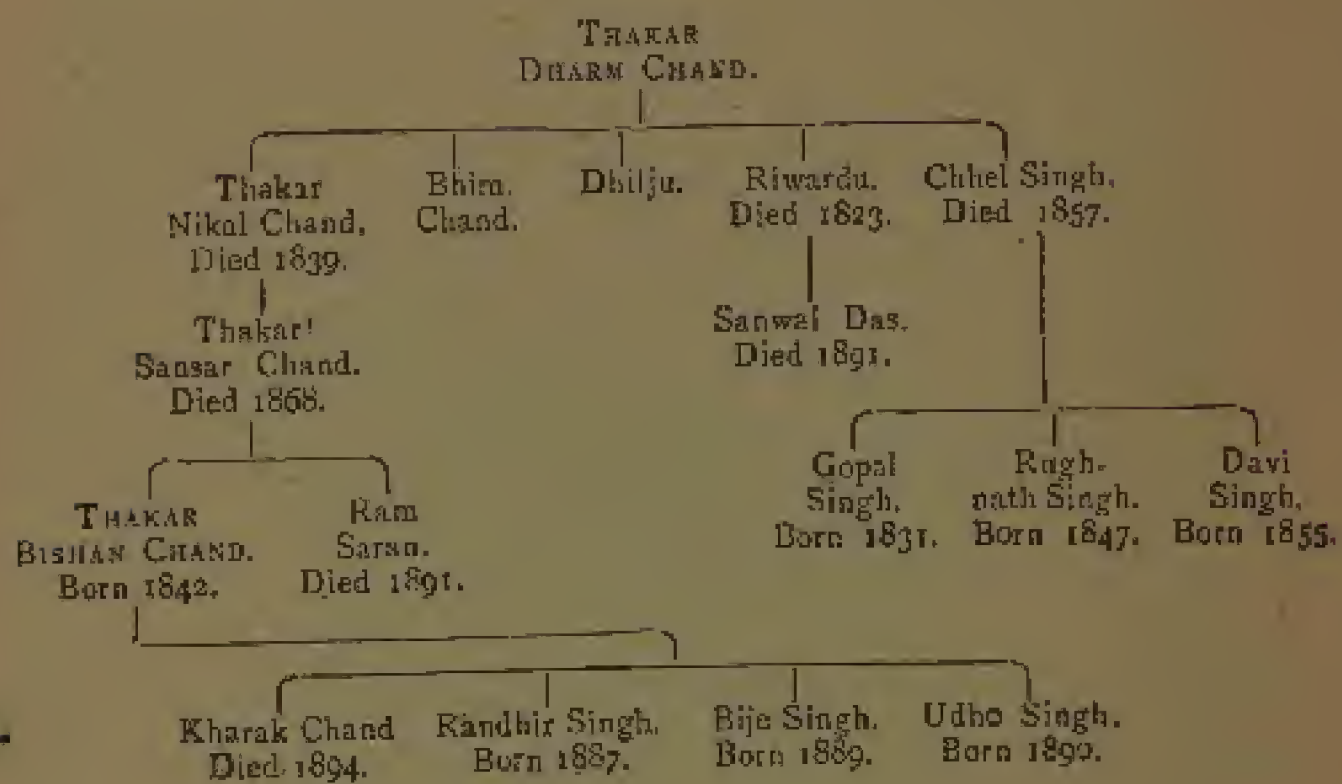 THAKAR
DHARM CHAND.
Thakar
Nikal Chand,
Died 1839.
Bhim.
Chand.
Dhilju.
Riwardu.
Died 1823.
Chhel Singh.
Died 1857.
Thakar
Sansar Chand.
Died 1868.
Sanwal Das.
Died 1891.
THAKAR
BISHAN CHAND.
Born 1842.
Ram
Saran.
Died 1891.
Gopal
Singh.
Born 1831.
Rugh-
nath Singh.
Born 1847.
Davi
Singh.
Born 1855.
Kharak Chand
Died 1894.
Randhir Singh.
Born 1887.
Bije Singh.
Born 1889.
Udho Singh.
Born 1890.